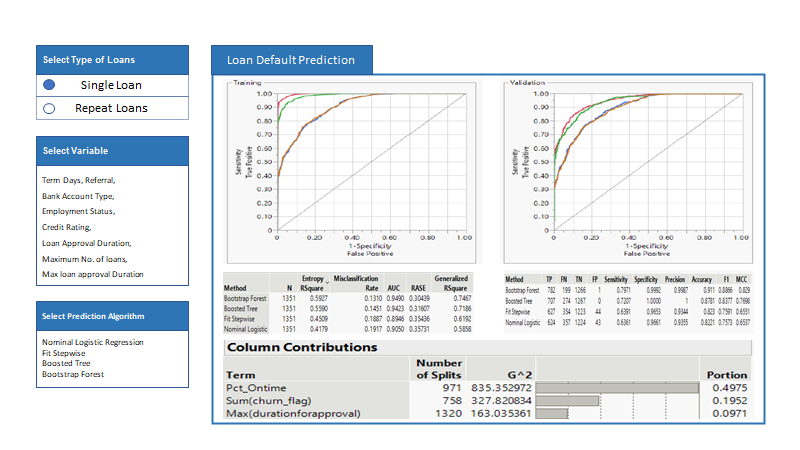 Select Type of Loans
Single Loan
Repeat Loans
Select Variable
Term Days, Referral,
Bank Account Type,
Employment Status,
Credit Rating,
Loan Approval Duration,
Maximum No. of loans,
Max loan approval Duration
Select Prediction Algorithm
Nominal Logistic Regression
Fit Stepwise
Boosted Tree
Bootstrap Forest
Loan Default Prediction
Training
1.00
0.90
0.80
0.70
0.60
0.50
0.40
0.30
0.20
0.10
0
Sensitivity
True Positive
0 0.20 0.40 0.60 0.80 1.00
1-Specificity
False Positive
Validation
1.00
0.90
0.80
0.70
0.60
0.50
0.40
0.30
0.20
0.10
0
Sensitivity
True Positive
0 0.20 0.40 0.60 0.80 1.00
1-Specificity
False Positive
Entropy Misclassification Generalized
Method N RSquare Rate AUC RASE RSquare
Bootstrap Forest 1351 0.5927 0.1310 0.9490 0.30439 0.7467
Boosted Tree 1351 0.5590 0.1451 0.9423 0.31607 0.7186
Fit Stepwise 1351 0.4509 0.1887 0.8946 0.35436 0.6192
Nominal Logistic 1351 0.4179 0.1917 0.9050 0.35731 0.5858
Method TP FN TN FP Sensitivity Specificity Precision Accuracy F1 MCC
Bootstrap Forest 782 199 1266 1 0.7971 0.9992 0.9987 0.911 0.8866 0.829
Boosted Tree 707 274 1267 0 0.7207 1.0000 1 0.8781 0.8377 0.7698
Fit Stepwise 627 354 1223 44 0.6391 0.9653 0.9344 0.823 0.7591 0.6551
Nominal Logistic 624 357 1224 43 0.6361 0.9661 0.9355 0.8221 0.7573 0.6537
Column Contributions
Number
Term of Splits G^2 Portion
Pct_Ontime 971 835.352972 0.4975
Sum(churn_flag) 758 327.820834 0.1952
Max(durationforapproval) 1320 163.035361 0.0971